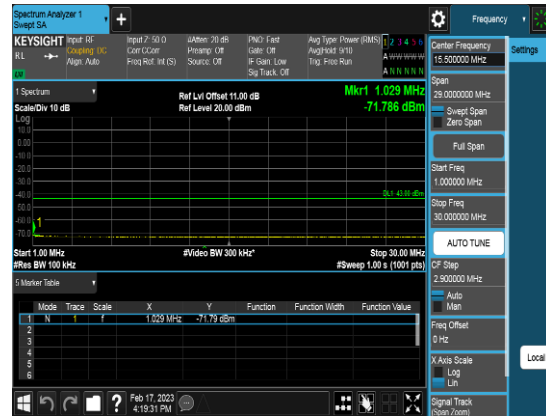 Spectrum Analyzer 1
Swept SA
+
Frequency
KEYSIGHT
RL
Input: RF
Coupling: DC
Align: Auto
Input Z: 50 Ω
Corr CCorr
Freq Ref: Int (S)
#Atten: 20 dB
Preamp: Off
Source: Off
PNO: Fast
Gate: Off
IF Gain: Low
Sig Track: Off
Avg Type: Power (RMS)
Avg|Hold: 9/10
Trig: Free Run
1 2 3 4 5 6
A W W W W W
A N N N N N
1 Spectrum
Scale/Div 10 dB
Ref Lvl Offset 11.00 dB
Ref Level 20.00 dBm
Mkr1 1.029 MHz
-71.786 dBm
Log
10.0
0.00
-10.0
-20.0
-30.0
-40.0
-50.0
-60.0
-70.0
DL1 -43.00 dBm
1
Start 1.00 MHz
#Res BW 100 kHz
#Video BW 300 kHz*
Stop 30.00 MHz
#Sweep 1.00 s (1001 pts)
5 Marker Table
Mode Trace Scale X Y Function Function Width Function Value
1 N 1 f 1.029 MHz -71.79 dBm
2
3
4
5
6
Feb 17, 2023
4:19:31 PM
Center Frequency
15.500000 MHz
Settings
Span
29.0000000 MHz
Swept Span
Zero Span
Full Span
Start Freq
1.000000 MHz
Stop Freq
30.000000 MHz
AUTO TUNE
CF Step
2.900000 MHz
Auto
Man
Freq Offset
0 Hz
X Axis Scale
Log
Lin
Signal Track
(Span Zoom)
Local